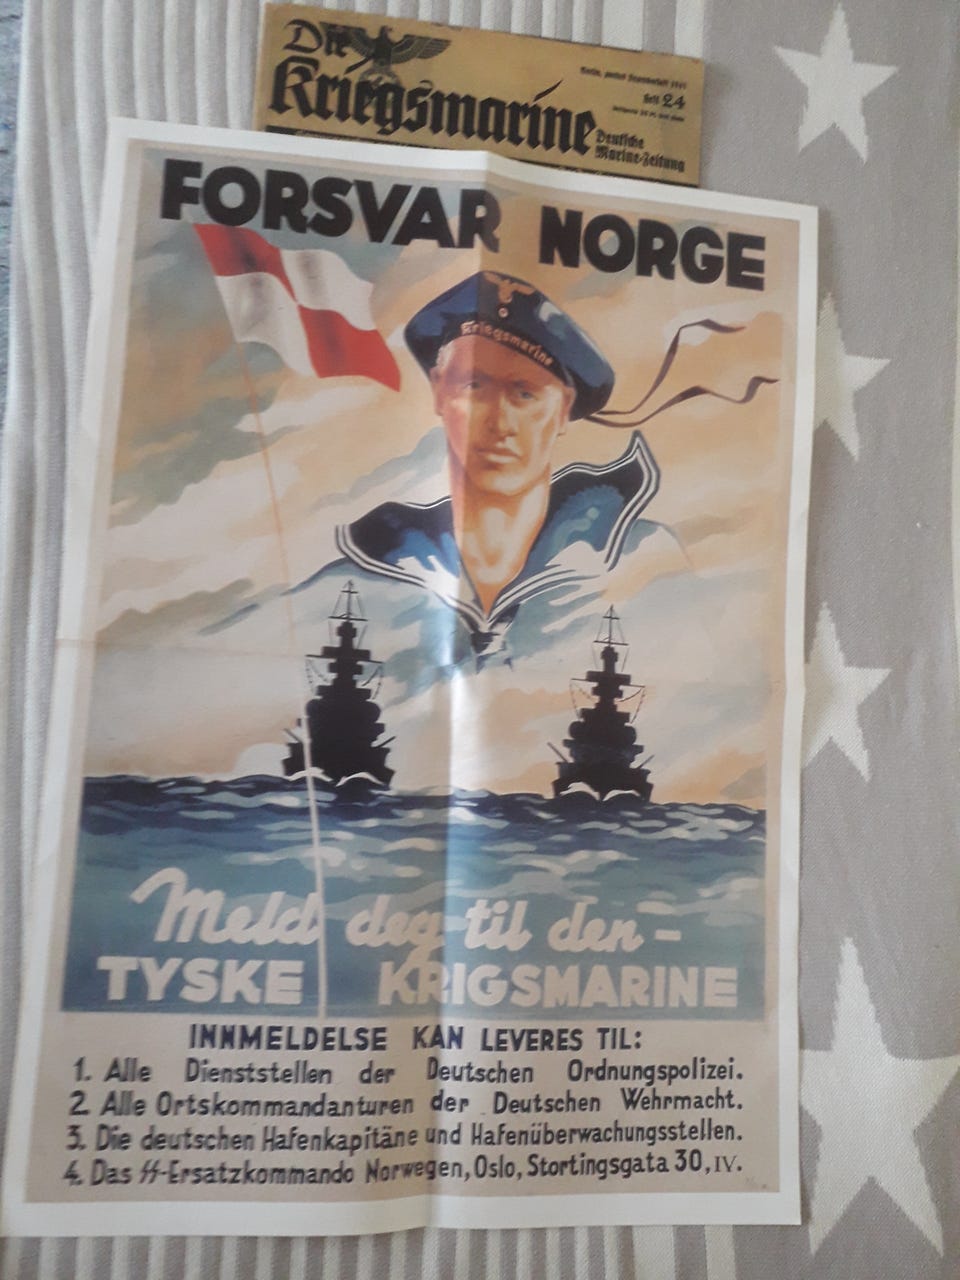 Die
Kriegsmarine
Heft 24
Deutsche
Marine-Zeitung
FORSVAR NORGE
Kriegsmarine
Meld deg til den-
TYSKE KRIGSMARINE
INNMELDELSE KAN LEVERES TIL:
1. Alle Dienststellen der Deutschen Ordnungspolizei.
2. Alle Ortskommandanturen der Deutschen Wehrmacht.
3. Die deutschen Hafenkapitäne und Hafenüberwachungsstellen.
4. Das SS-Ersatzkommando Norwegen, Oslo, Stortingsgata 30, IV.